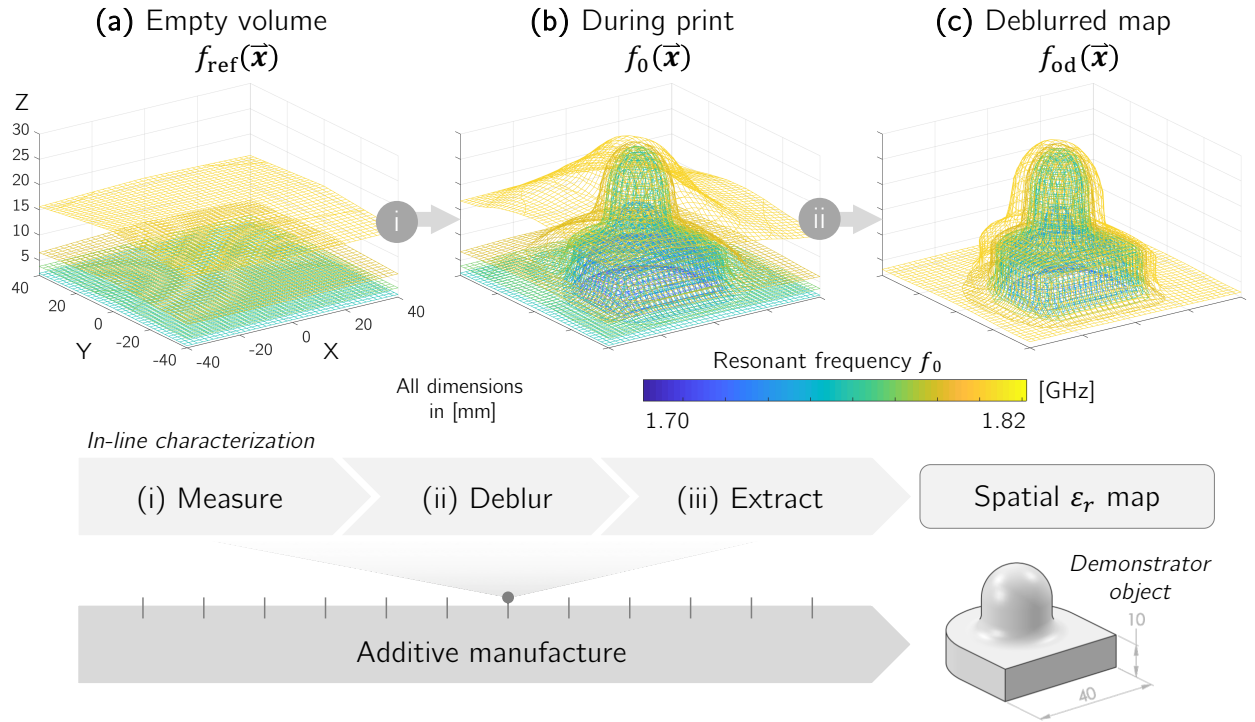 (a) Empty volume
f_ref(x⃗)
(b) During print
f_0(x⃗)
(c) Deblurred map
f_od(x⃗)
Z
30
25
20
15
10
5
40
20
0
-20
-40
Y
-40
-20
0
20
40
X
i
ii
Resonant frequency f_0
All dimensions
in [mm]
[GHz]
1.70
1.82
In-line characterization
(i) Measure
(ii) Deblur
(iii) Extract
Spatial ε_r map
Demonstrator
object
10
40
Additive manufacture